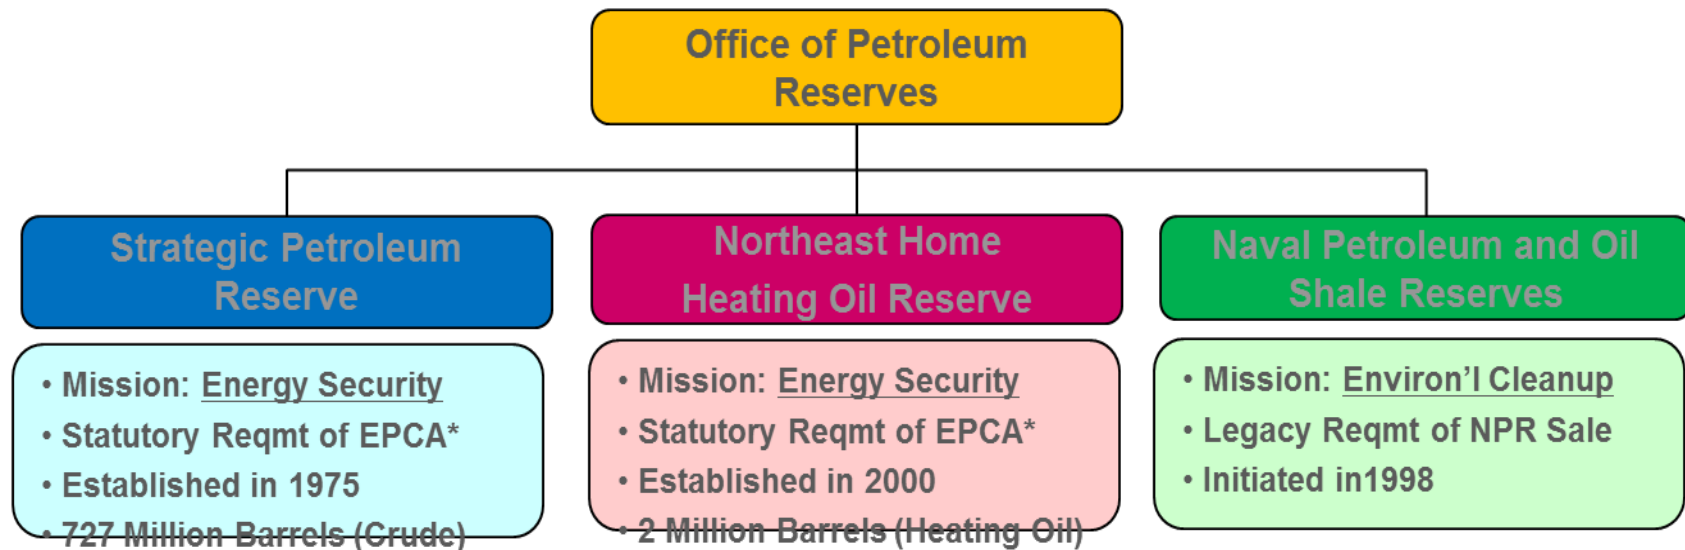 Office of Petroleum
Reserves
Strategic Petroleum
Reserve
• Mission: Energy Security
• Statutory Reqmt of EPCA*
• Established in 1975
• 727 Million Barrels (Crude)
Northeast Home
Heating Oil Reserve
• Mission: Energy Security
• Statutory Reqmt of EPCA*
• Established in 2000
• 2 Million Barrels (Heating Oil)
Naval Petroleum and Oil
Shale Reserves
• Mission: Environ’l Cleanup
• Legacy Reqmt of NPR Sale
• Initiated in1998